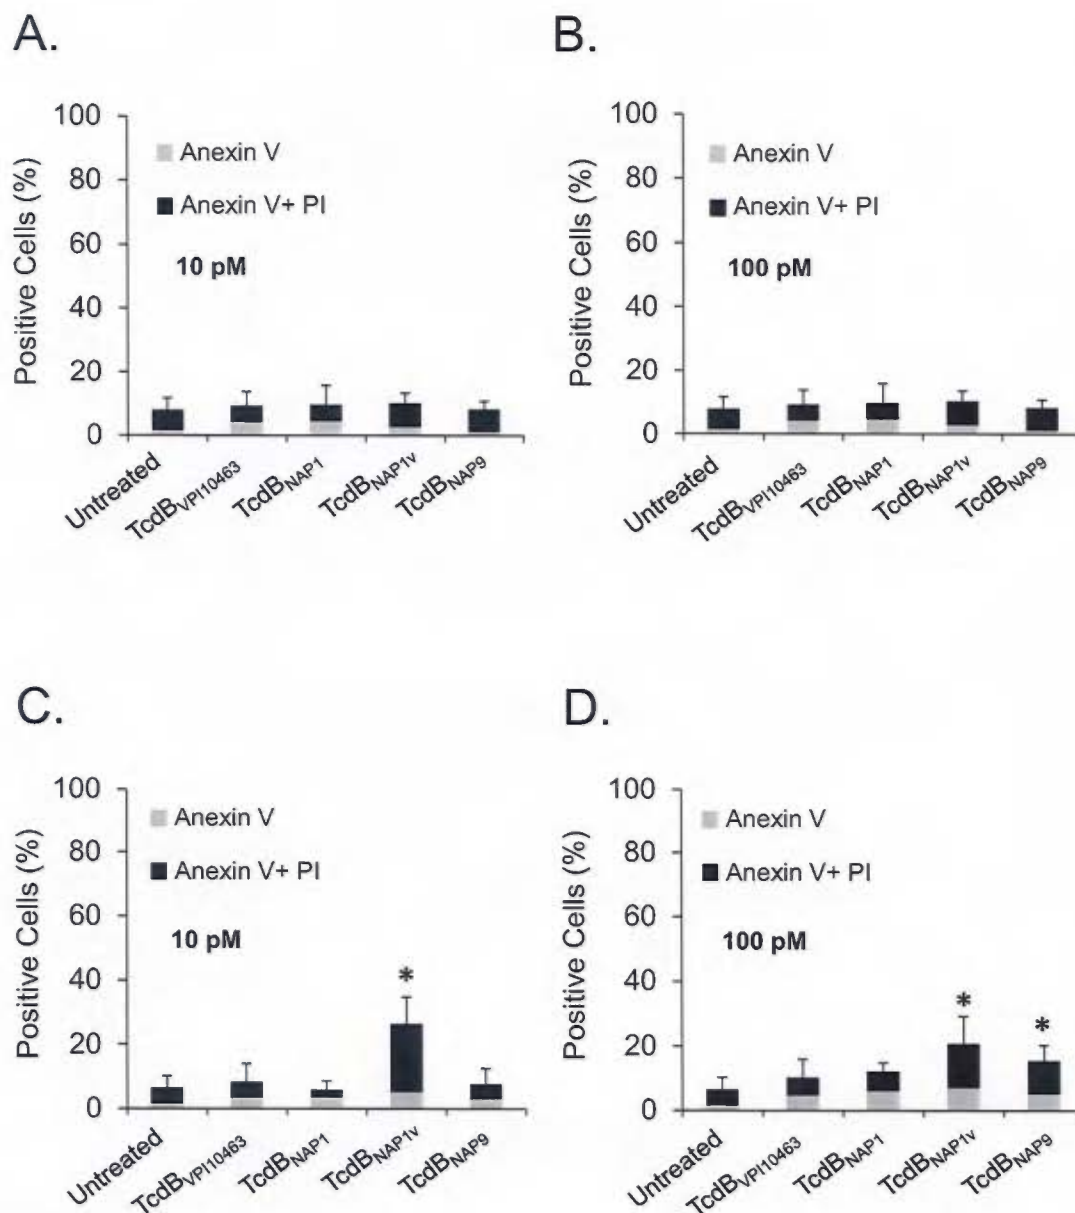 A.
Positive Cells (%)
100
80
60
40
20
0
Anexin V
Anexin V+ PI
10 pM
Untreated
TcdBVPI10463
TcdBNAP1
TcdBNAP1v
TcdBNAP9
B.
Positive Cells (%)
100
80
60
40
20
0
Anexin V
Anexin V+ PI
100 pM
Untreated
TcdBVPI10463
TcdBNAP1
TcdBNAP1v
TcdBNAP9
C.
Positive Cells (%)
100
80
60
40
20
0
Anexin V
Anexin V+ PI
10 pM
*
Untreated
TcdBVPI10463
TcdBNAP1
TcdBNAP1v
TcdBNAP9
D.
Positive Cells (%)
100
80
60
40
20
0
Anexin V
Anexin V+ PI
100 pM
*
*
Untreated
TcdBVPI10463
TcdBNAP1
TcdBNAP1v
TcdBNAP9